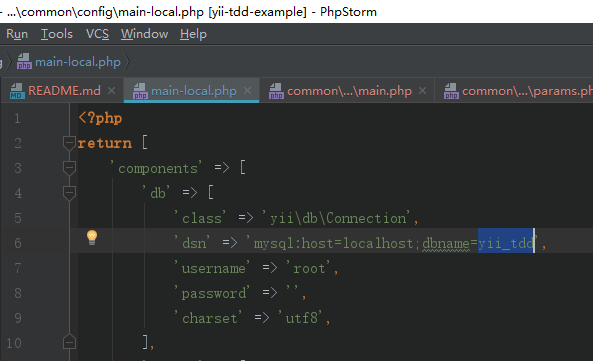 - ...\common\config\main-local.php [yii-tdd-example] - PhpStorm
Run Tools VCS Window Help
main-local.php
README.md × main-local.php × common\...\main.php × common\...\params.ph
1 <?php
2 return [
3 'components' => [
4 'db' => [
5 'class' => 'yii\db\Connection',
6 'dsn' => 'mysql:host=localhost;dbname=yii_tdd',
7 'username' => 'root',
8 'password' => '',
9 'charset' => 'utf8',
10 ],